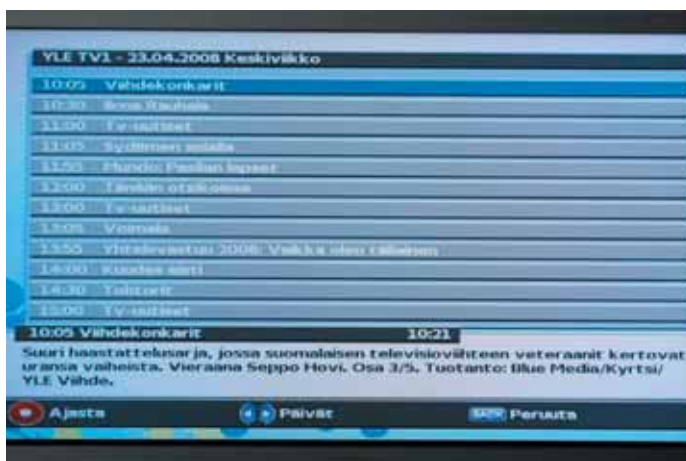 YLE TV1 - 23.04.2008 Keskiviikko
10:05 Viihdekonkarit
10:30 Ilona Rauhala
11:00 Tv-uutiset
11:05 Sydämen asialla
11:55 Mundo: Pasilan lapset
12:00 Tänään otsikoissa
13:00 Tv-uutiset
13:05 Voimala
13:55 Yhteisvastuu 2008: Vaikka olen tällainen
14:00 Kuudes aisti
14:30 Tohtorit
15:00 Tv-uutiset
10:05 Viihdekonkarit 10:21
Suuri haastattelusarja, jossa suomalaisen televisioviihteen veteraanit kertovat
uransa vaiheista. Vieraana Seppo Hovi. Osa 3/5. Tuotanto: Blue Media/Kyrtsi/
YLE Viihde.
Ajasta Päivät BACK Peruuta